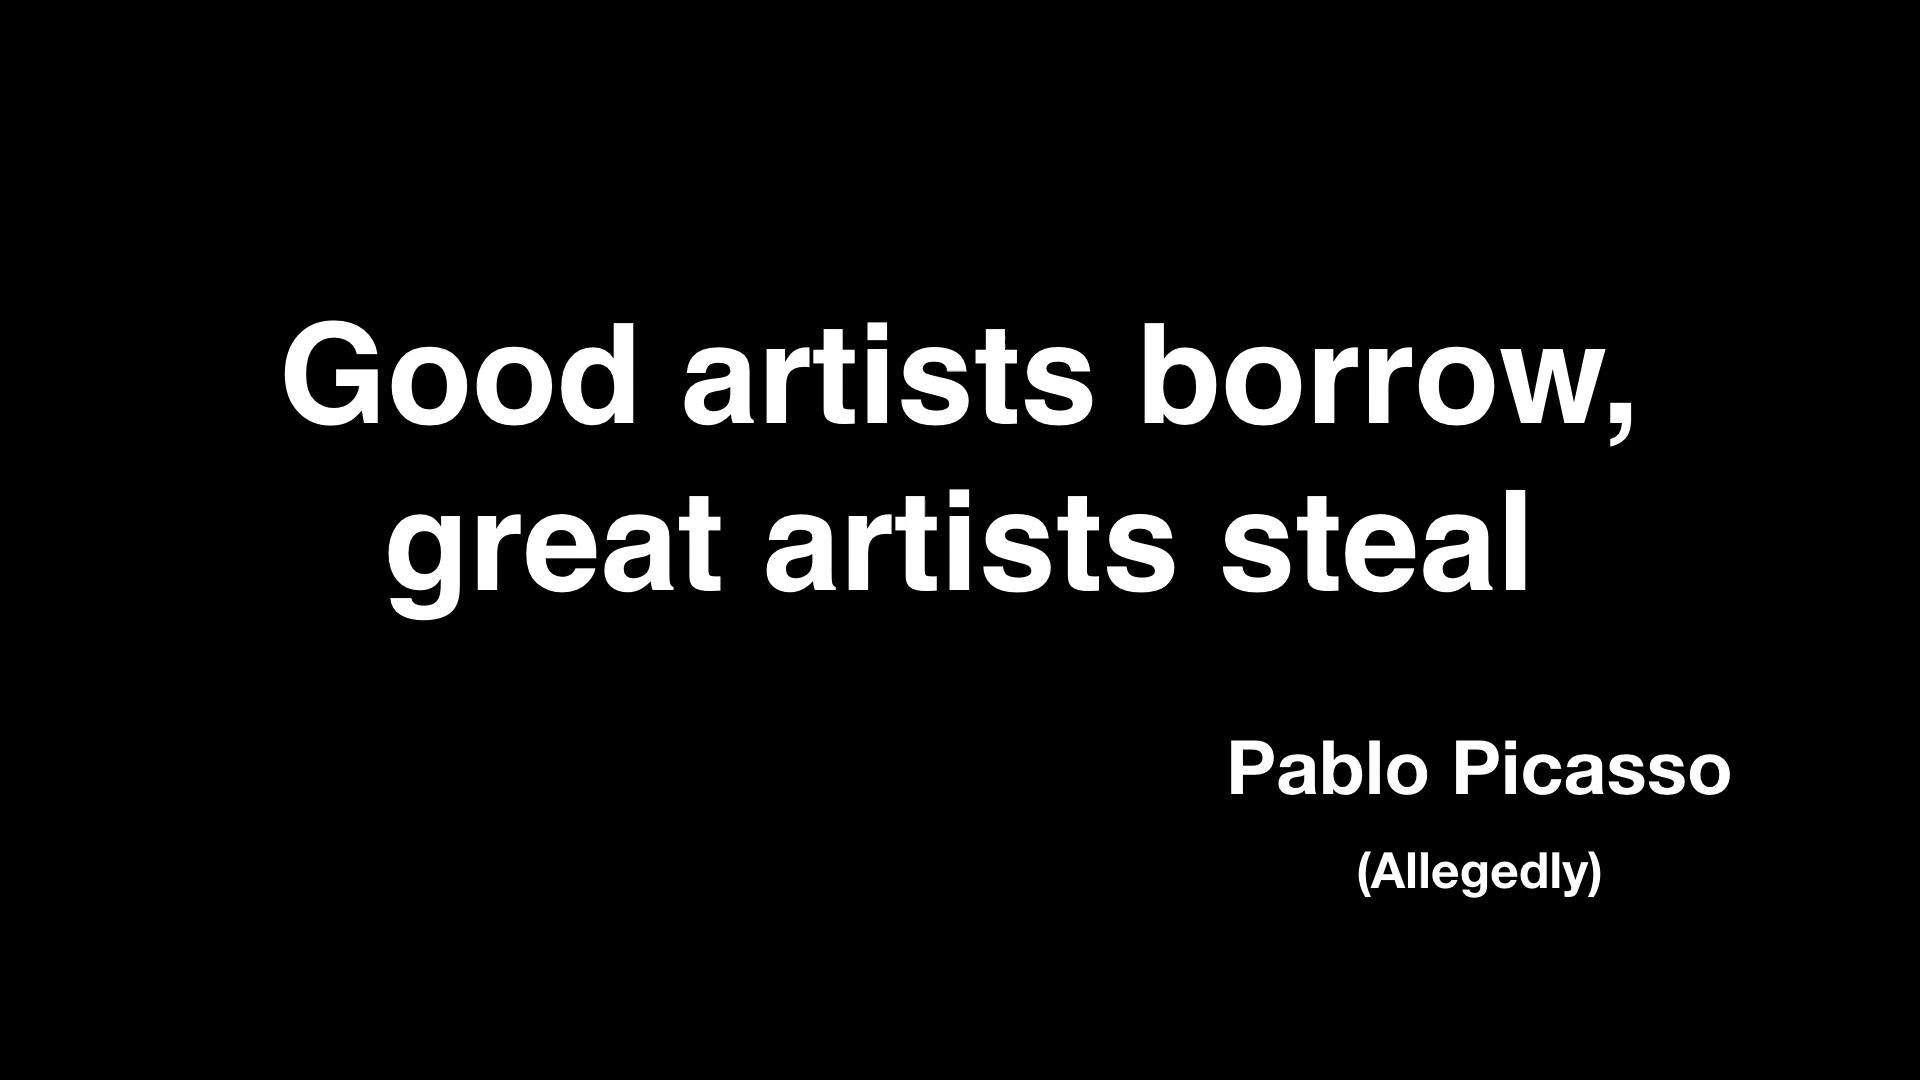 Good artists borrow,
great artists steal
Pablo Picasso
(Allegedly)